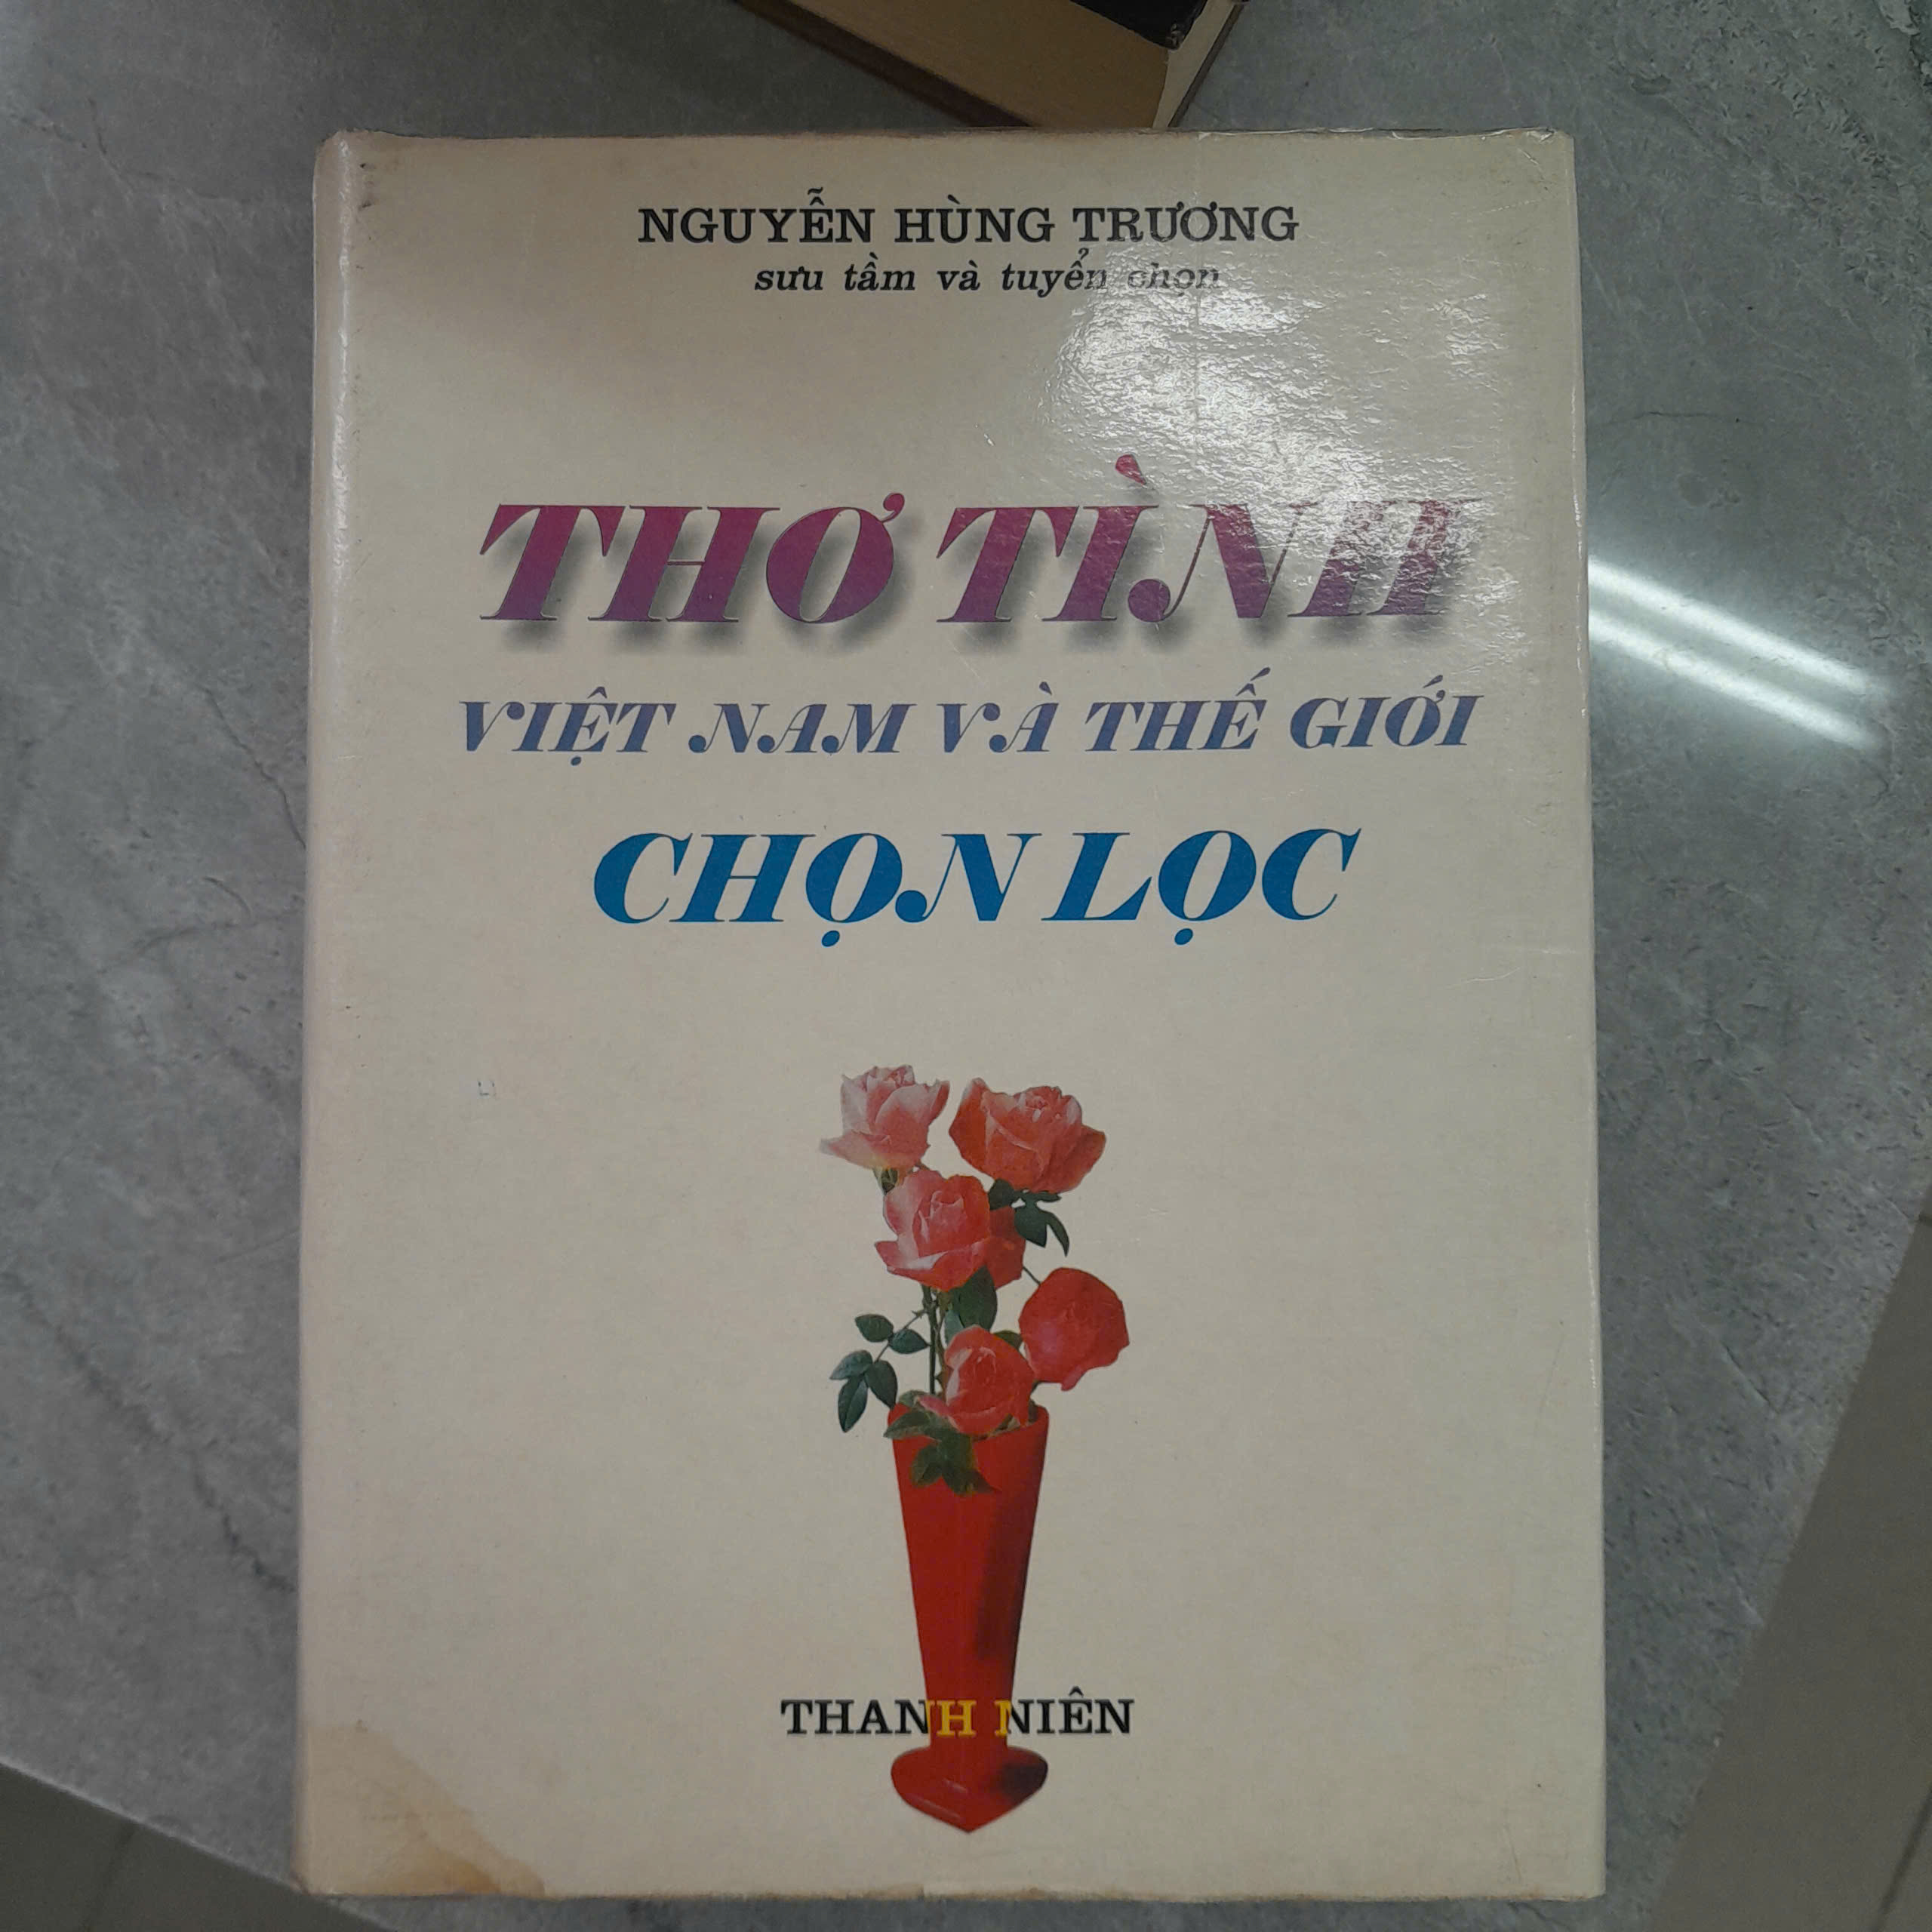 NGUYỄN HÙNG TRƯƠNG
sưu tầm và tuyển chọn
THƠ TÌNH
VIỆT NAM VÀ THẾ GIỚI
CHỌN LỌC
THANH NIÊN